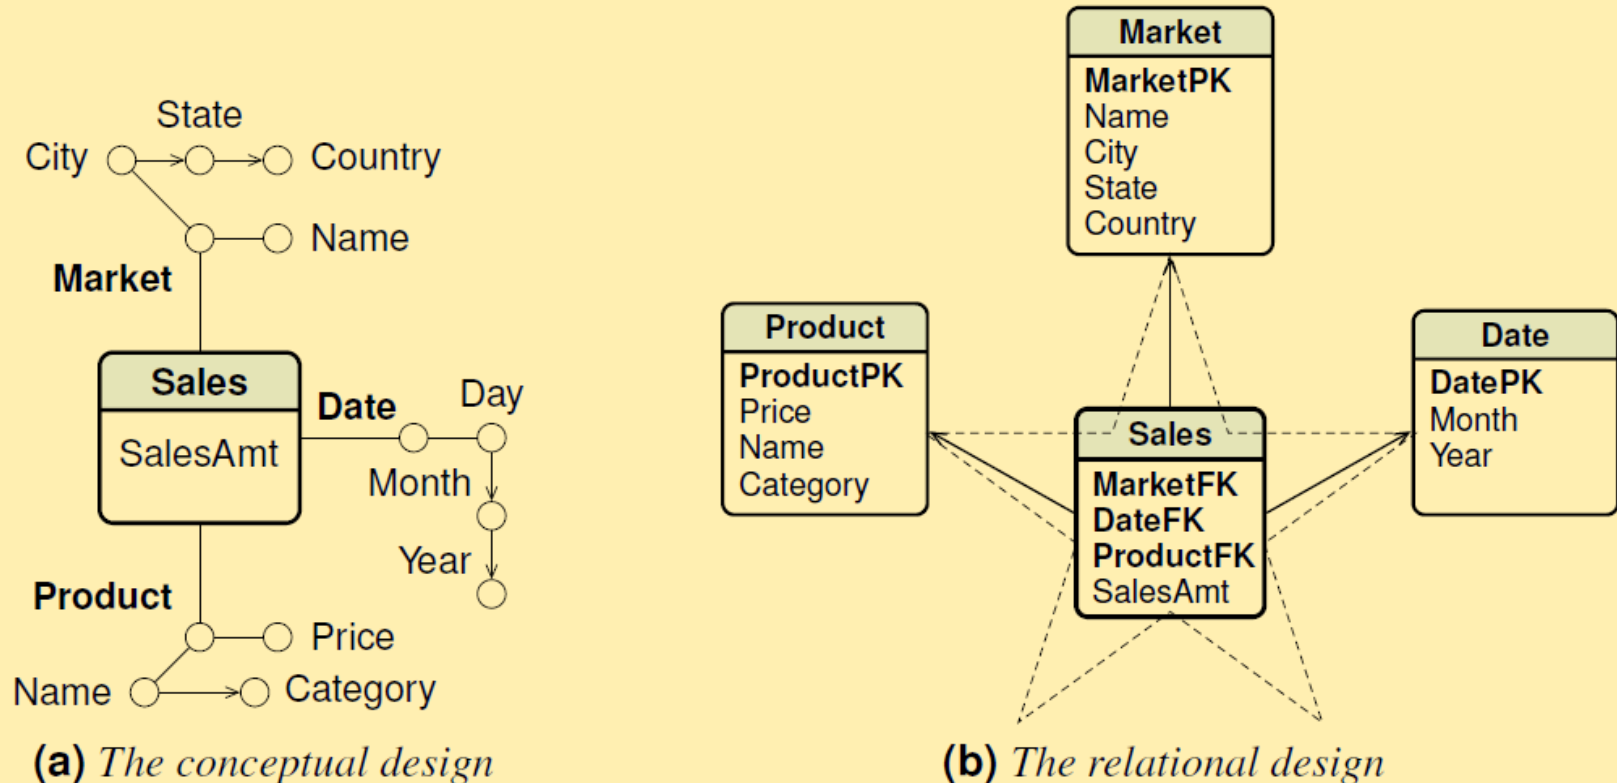 State
City
Country
Name
Market
Sales
SalesAmt
Date
Day
Month
Year
Product
Price
Name
Category
(a) The conceptual design
Market
MarketPK
Name
City
State
Country
Product
ProductPK
Price
Name
Category
Sales
MarketFK
DateFK
ProductFK
SalesAmt
Date
DatePK
Month
Year
(b) The relational design